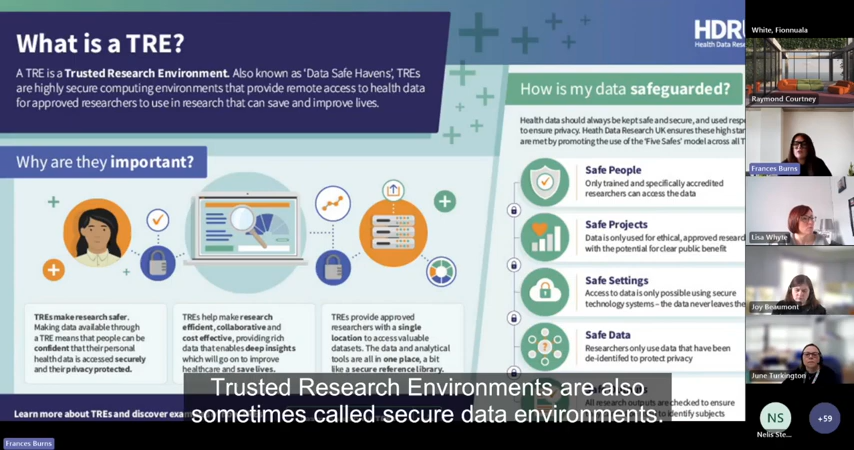 What is a TRE?
A TRE is a Trusted Research Environment. Also known as 'Data Safe Havens', TREs
are highly secure computing environments that provide remote access to health data
for approved researchers to use in research that can save and improve lives.
HDRU
Health Data Resea
Why are they important?
TREs make research safer.
Making data available through
a TRE means that people can be
confident that their personal
health data is accessed securely
and their privacy protected.
TREs help make research
efficient, collaborative and
cost effective, providing rich
data that enables deep insights
which will go on to improve
healthcare and save lives.
TREs provide approved
researchers with a single
location to access valuable
datasets. The data and analytical
tools are all in one place, a bit
like a secure reference library.
Learn more about TREs and discover exam
How is my data safeguarded?
Health data should always be kept safe and secure, and used resp
to ensure privacy. Heath Data Research UK ensures these high star
are met by promoting the use of the 'Five Safes' model across all T
Safe People
Only trained and specifically accredited
researchers can access the data
Safe Projects
Data is only used for ethical, approved research
with the potential for clear public benefit
Safe Settings
Access to data is only possible using secure
technology systems – the data never leaves the
Safe Data
Researchers only use data that have been
de-identifed to protect privacy
All research outputs are checked to ensure
identify subjects
Trusted Research Environments are also
sometimes called secure data environments.
Frances Burns
White, Fionnuala
Raymond Courtney
Frances Burns
Lisa Whyte
Joy Beaumont
June Turkington
NS
Nelis Ste...
+59